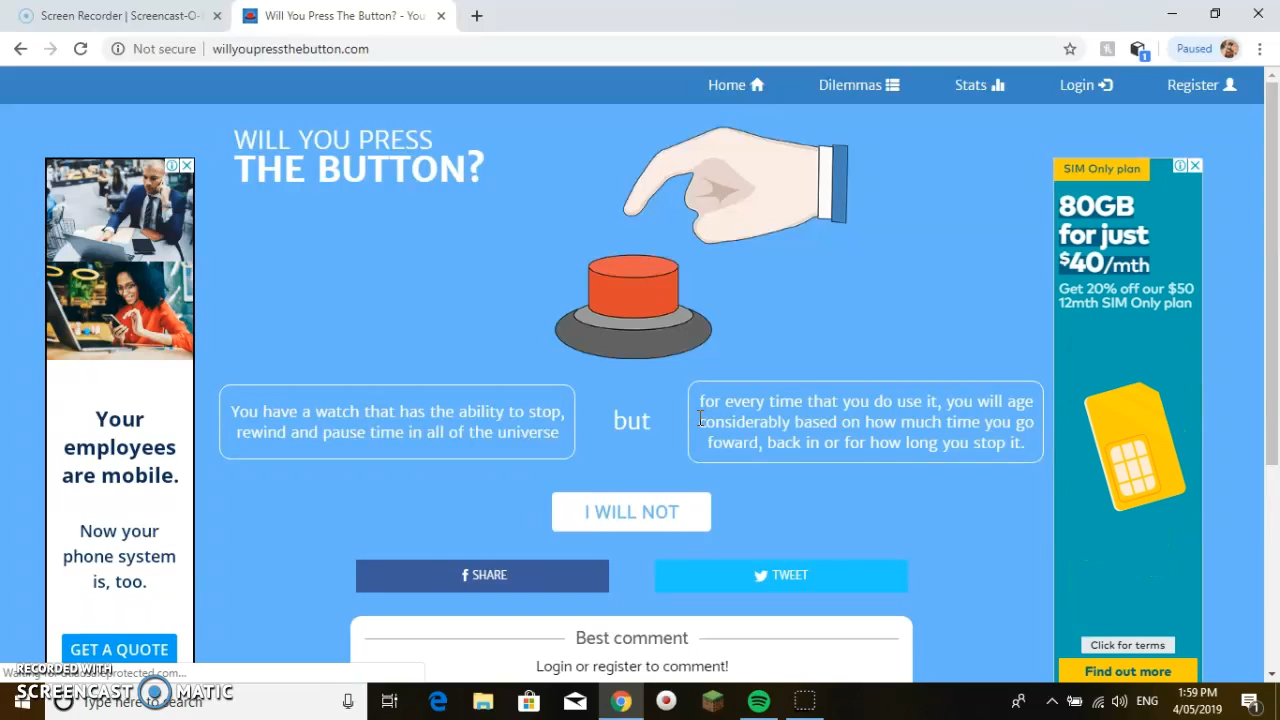 Screen Recorder | Screencast-O-
Will You Press The Button? - You
Not secure
willyoupressthebutton.com
Paused
Home
Dilemmas
Stats
Login
Register
WILL YOU PRESS
THE BUTTON?
You have a watch that has the ability to stop,
rewind and pause time in all of the universe
but
for every time that you do use it, you will age
considerably based on how much time you go
foward, back in or for how long you stop it.
I WILL NOT
SHARE
TWEET
Best comment
Login or register to comment!
Your
employees
are mobile.
Now your
phone system
is, too.
GET A QUOTE
SIM Only plan
80GB
for just
$40/mth
Get 20% off our $50
12mth SIM Only plan
Click for terms
Find out more
RECORDED WITH
SCREENCAST MATIC
Type here to search
ENG
1:59 PM
4/05/2019
1
1